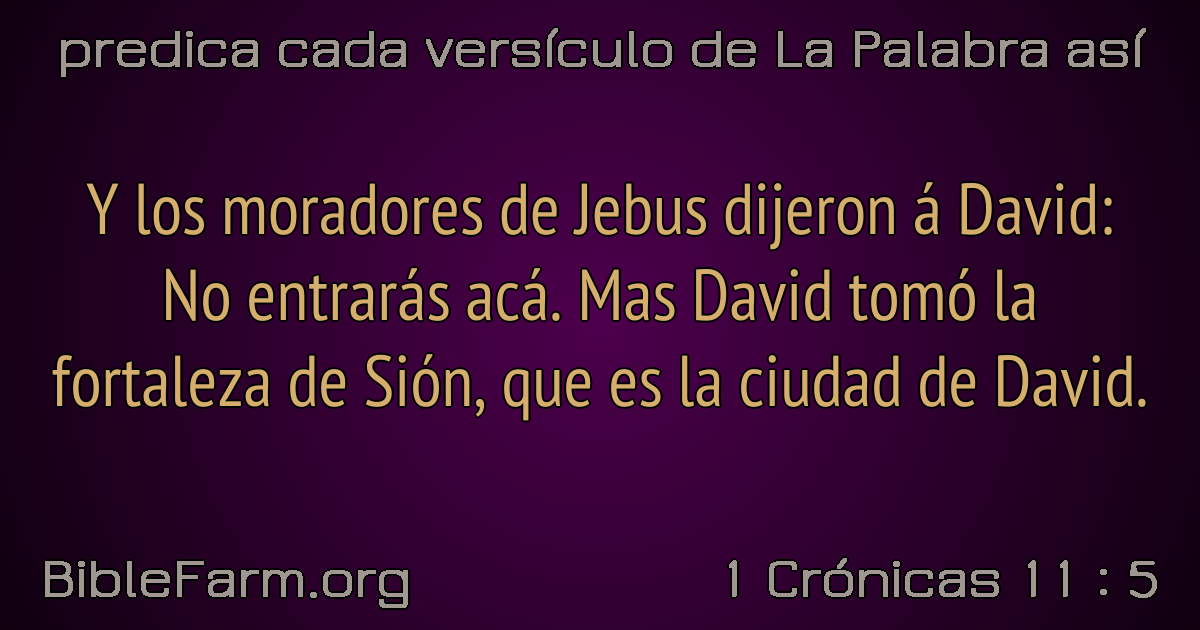 predica cada versículo de La Palabra así
Y los moradores de Jebus dijeron á David:
No entrarás acá. Mas David tomó la
fortaleza de Sión, que es la ciudad de David.
BibleFarm.org
1 Crónicas 11 : 5